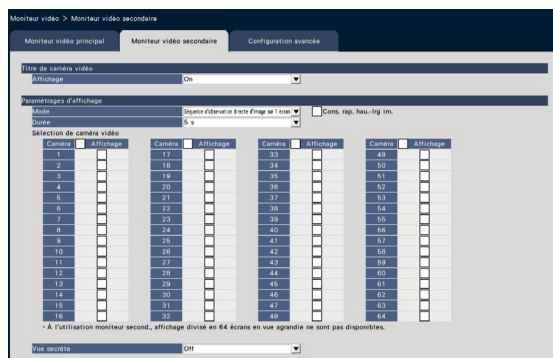 Moniteur vidéo > Moniteur vidéo secondaire
Moniteur vidéo principal Moniteur vidéo secondaire Configuration avancée
Titre de caméra vidéo
Affichage On
Paramétrages d'affichage
Mode Séquence d'observation directe d'image sur 1 écran Cons. rap. hau.-lrg im.
Durée 5 s
Sélection de caméra vidéo
Caméra Affichage Caméra Affichage Caméra Affichage Caméra Affichage
1 17 33 49
2 18 34 50
3 19 35 51
4 20 36 52
5 21 37 53
6 22 38 54
7 23 39 55
8 24 40 56
9 25 41 57
10 26 42 58
11 27 43 59
12 28 44 60
13 29 45 61
14 30 46 62
15 31 47 63
16 32 48 64
・À l'utilisation moniteur second., affichage divisé en 64 écrans en vue agrandie ne sont pas disponibles.
Vue secrète Off